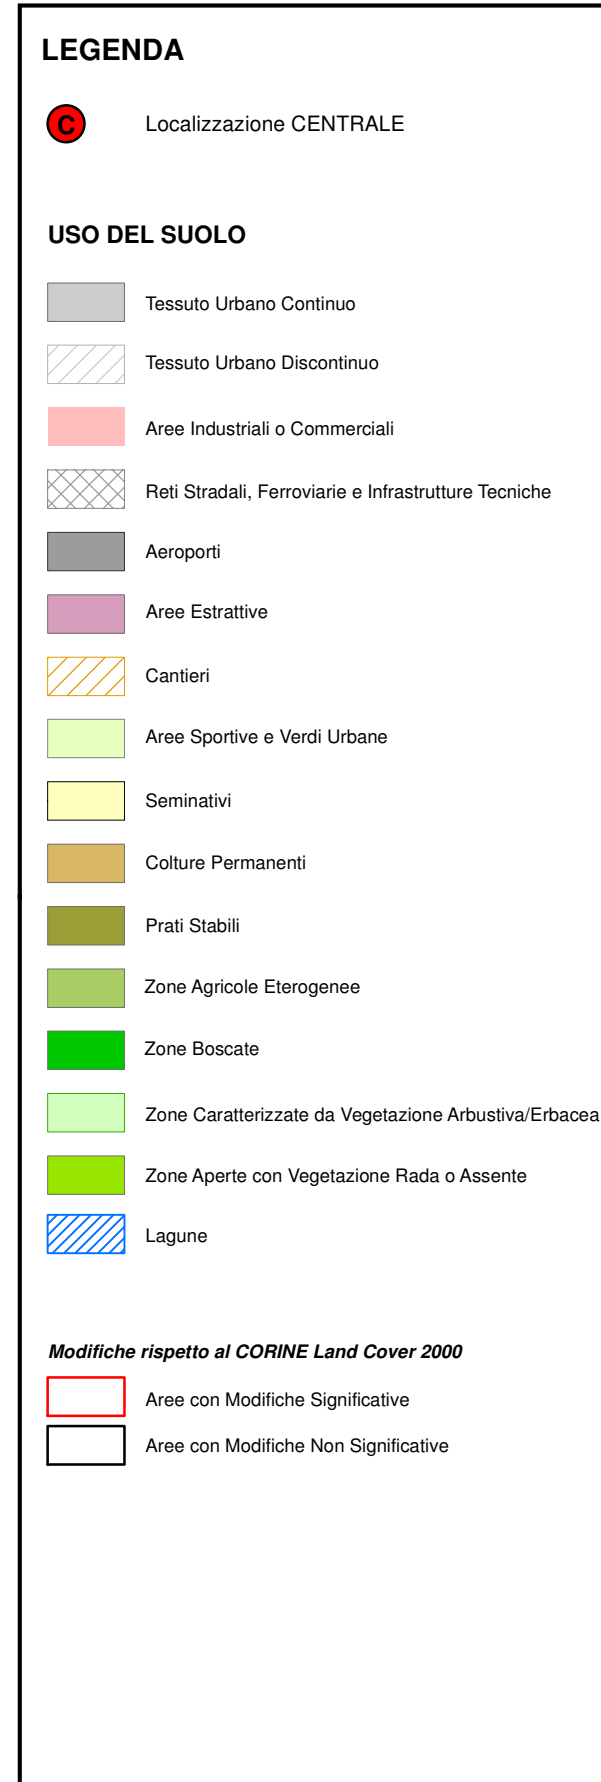 LEGENDA
C
Localizzazione CENTRALE
USO DEL SUOLO
Tessuto Urbano Continuo
Tessuto Urbano Discontinuo
Aree Industriali o Commerciali
Reti Stradali, Ferroviarie e Infrastrutture Tecniche
Aeroporti
Aree Estrattive
Cantieri
Aree Sportive e Verdi Urbane
Seminativi
Colture Permanenti
Prati Stabili
Zone Agricole Eterogenee
Zone Boscate
Zone Caratterizzate da Vegetazione Arbustiva/Erbacea
Zone Aperte con Vegetazione Rada o Assente
Lagune
Modifiche rispetto al CORINE Land Cover 2000
Aree con Modifiche Significative
Aree con Modifiche Non Significative